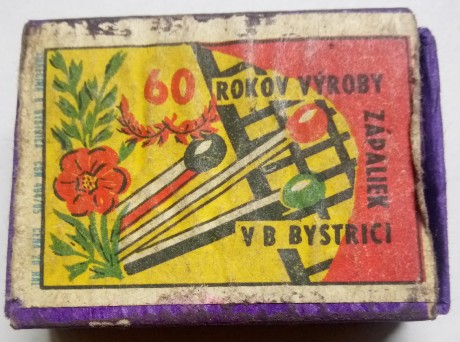 60 ROKOV VÝROBY
ZÁPALIEK
V B BYSTRICI